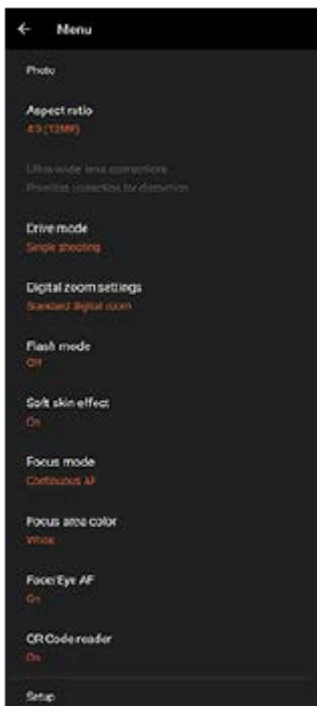 Menu
Photo
Aspect ratio
4:3 (12MP)
Ultra-wide lens corrections
Prioritize correction for distortion
Drive mode
Single shooting
Digital zoom settings
Standard digital zoom
Flash mode
Off
Soft skin effect
On
Focus mode
Continuous AF
Focus area color
White
Face/Eye AF
On
QR Code reader
On
Setup